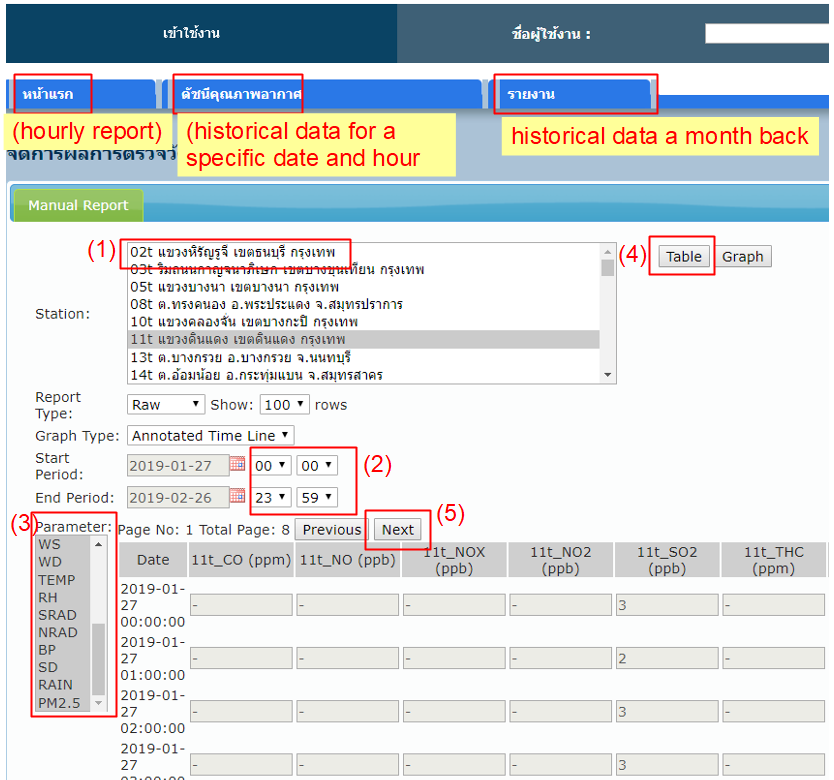 เข้าใช้งาน ชื่อผู้ใช้งาน :
หน้าแรก ดัชนีคุณภาพอากาศ รายงาน
(hourly report) (historical data for a specific date and hour historical data a month back
จัดการผลการตรวจวั
Manual Report
(1)
02t แขวงหิรัญรูจี เขตธนบุรี กรุงเทพ
03t ริมถนนกาญจนาภิเษก เขตบางขุนเทียน กรุงเทพ
05t แขวงบางนา เขตบางนา กรุงเทพ
08t ต.ทรงคนอง อ.พระประแดง จ.สมุทรปราการ
10t แขวงคลองจั่น เขตบางกะปิ กรุงเทพ
11t แขวงดินแดง เขตดินแดง กรุงเทพ
13t ต.บางกรวย อ.บางกรวย จ.นนทบุรี
14t ต.อ้อมน้อย อ.กระทุ่มแบน จ.สมุทรสาคร
Station:
(4) Table Graph
Report Type: Raw Show: 100 rows
Graph Type: Annotated Time Line
Start Period: 2019-01-27 00 00 (2)
End Period: 2019-02-26 23 59
(3) Parameter: Page No: 1 Total Page: 8 Previous Next (5)
WS
WD
TEMP
RH
SRAD
NRAD
BP
SD
RAIN
PM2.5
Date 11t_CO (ppm) 11t_NO (ppb) 11t_NOX (ppb) 11t_NO2 (ppb) 11t_SO2 (ppb) 11t_THC (ppm)
2019-01-27 00:00:00 - - - - 3 -
2019-01-27 01:00:00 - - - - 2 -
2019-01-27 02:00:00 - - - - 3 -
2019-01-27 - - - - 3 -